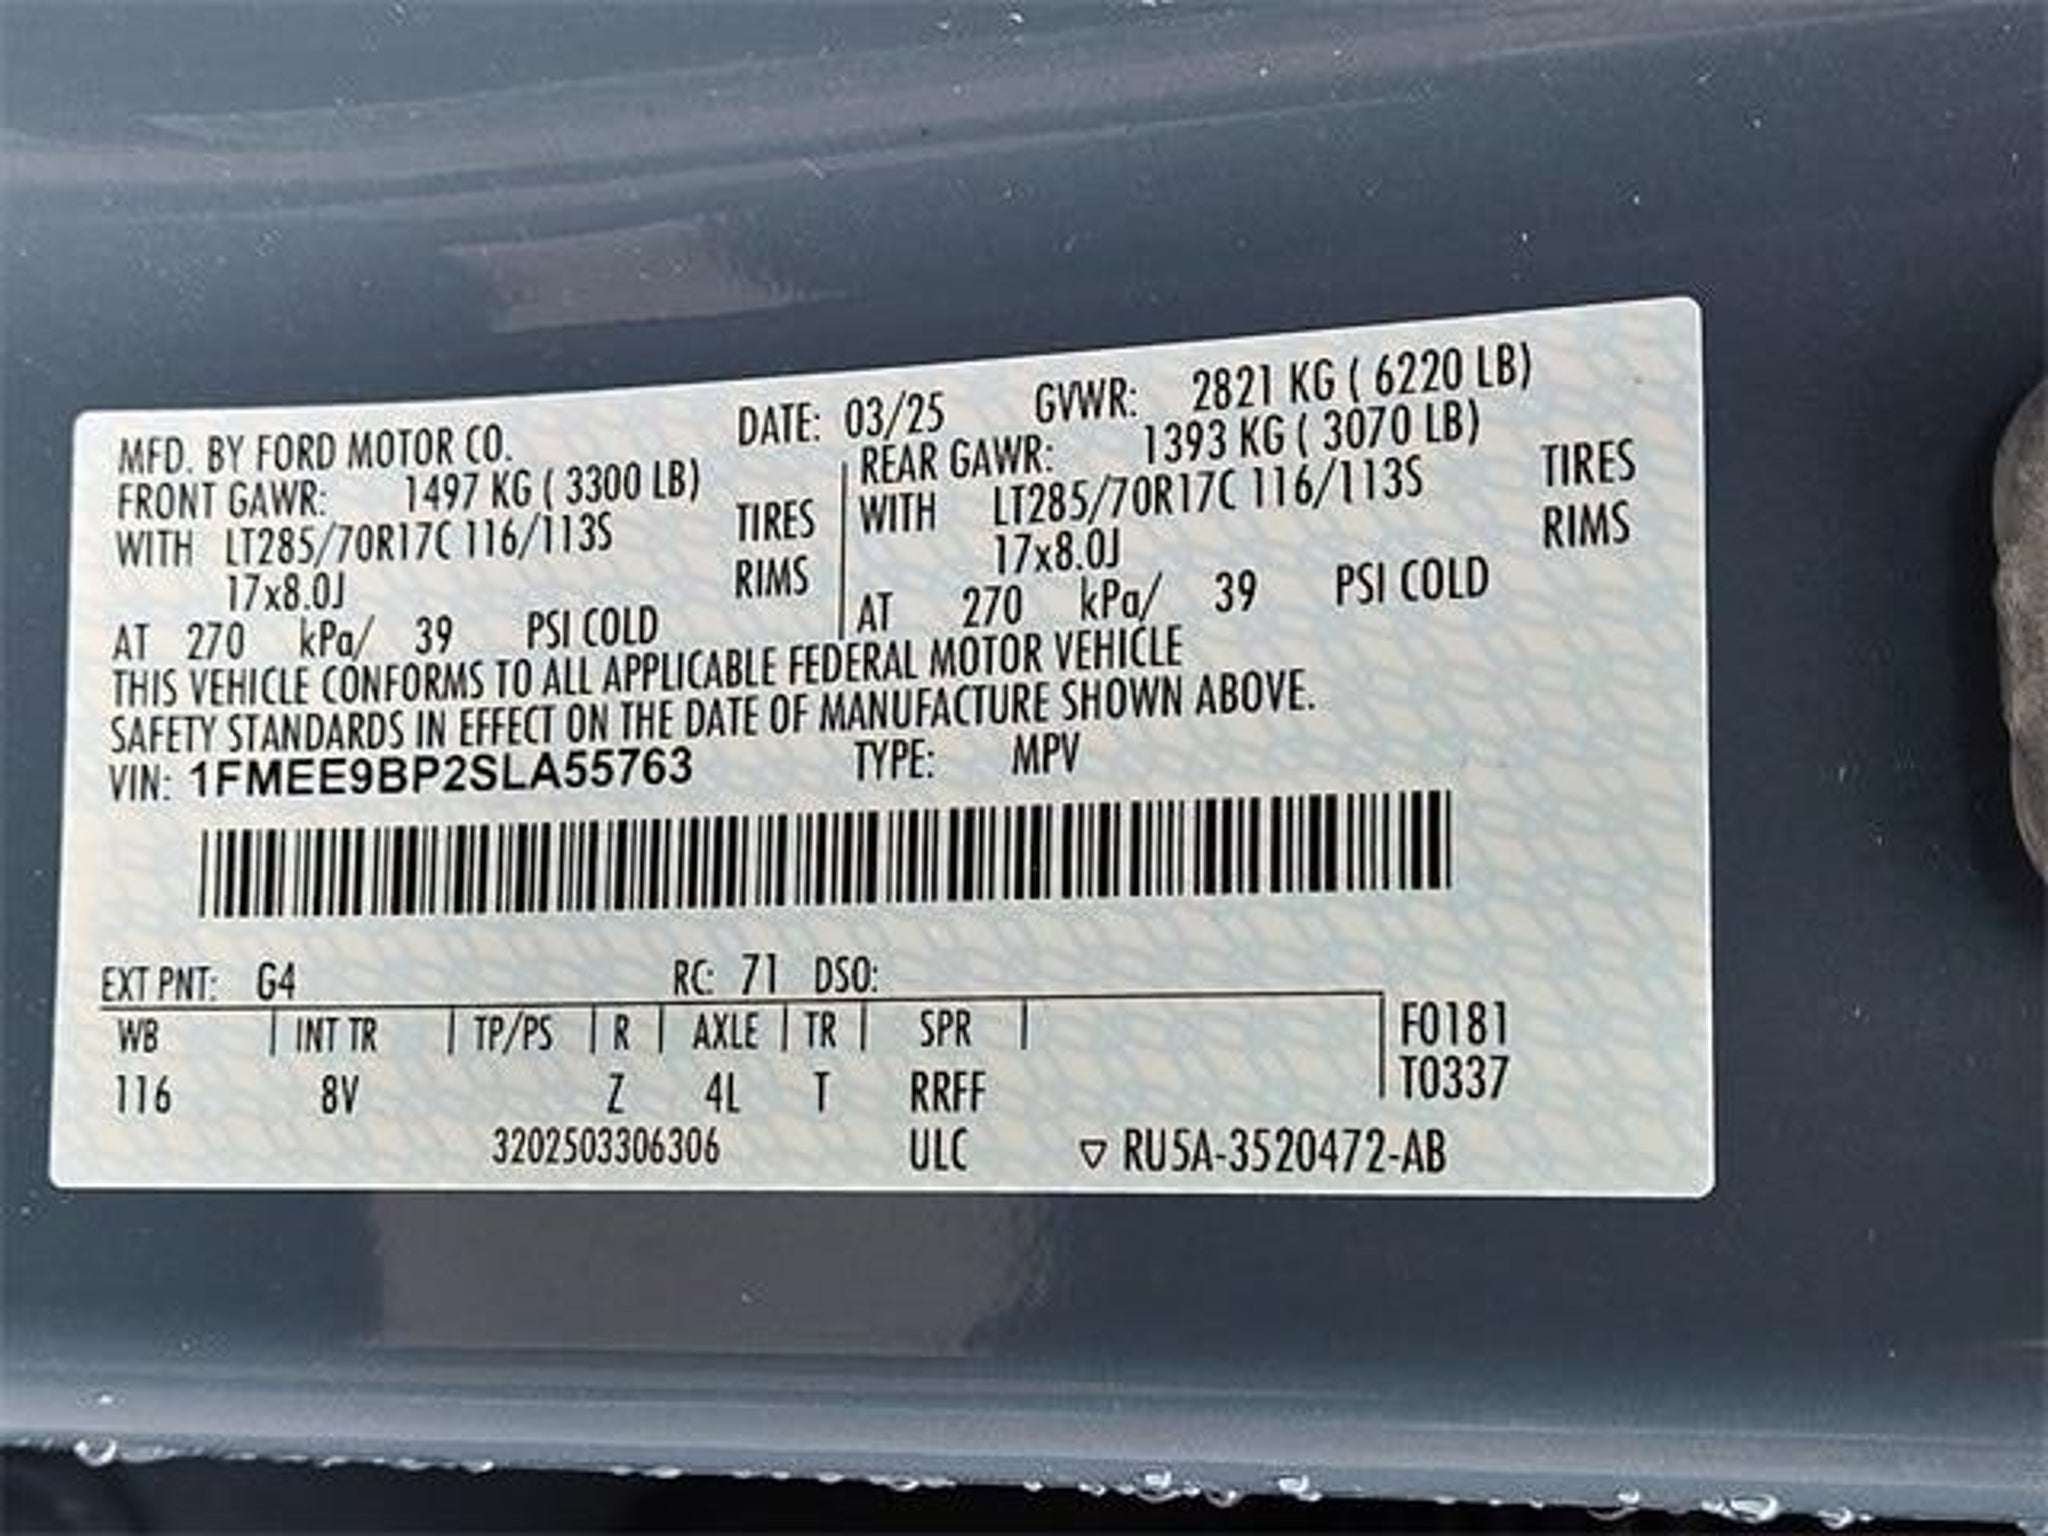 MFD. BY FORD MOTOR CO. DATE: 03/25 GVWR: 2821 KG ( 6220 LB)
FRONT GAWR: 1497 KG ( 3300 LB)
WITH LT285/70R17C 116/113S TIRES
17x8.0J RIMS
AT 270 kPa/ 39 PSI COLD
REAR GAWR: 1393 KG ( 3070 LB)
WITH LT285/70R17C 116/113S TIRES
17x8.0J RIMS
AT 270 kPa/ 39 PSI COLD
THIS VEHICLE CONFORMS TO ALL APPLICABLE FEDERAL MOTOR VEHICLE
SAFETY STANDARDS IN EFFECT ON THE DATE OF MANUFACTURE SHOWN ABOVE.
VIN: 1FMEE9BP2SLA55763 TYPE: MPV
EXT PNT: G4 RC: 71 DSO:
WB | INT TR | TP/PS | R | AXLE | TR | SPR | F0181
T0337
116 8V Z 4L T RRFF
3202503306306 ULC ▽ RU5A-3520472-AB